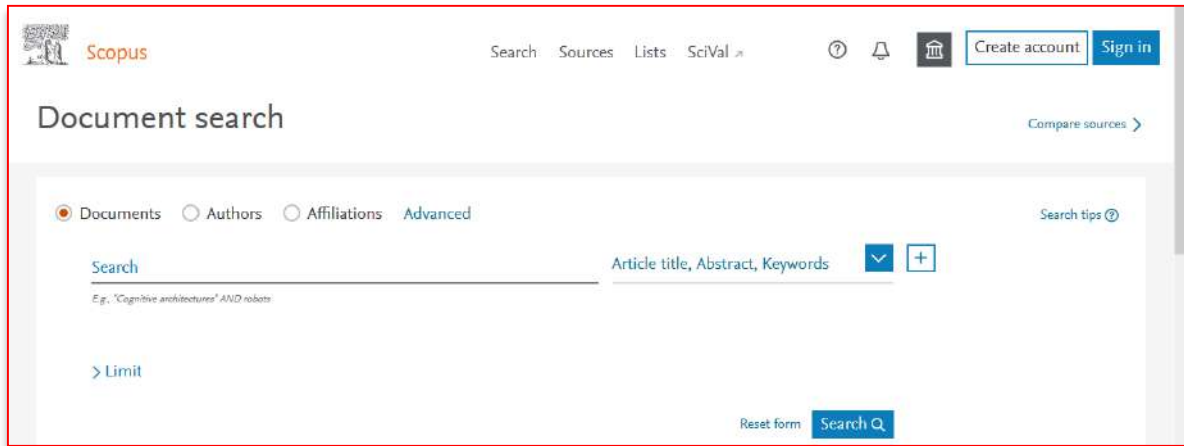 Scopus Search Sources Lists SciVal ↗ Create account Sign in
Document search
Compare sources
Documents Authors Affiliations Advanced Search tips
Search Article title, Abstract, Keywords
E.g., "Cognitive architectures" AND robots
Limit
Reset form Search